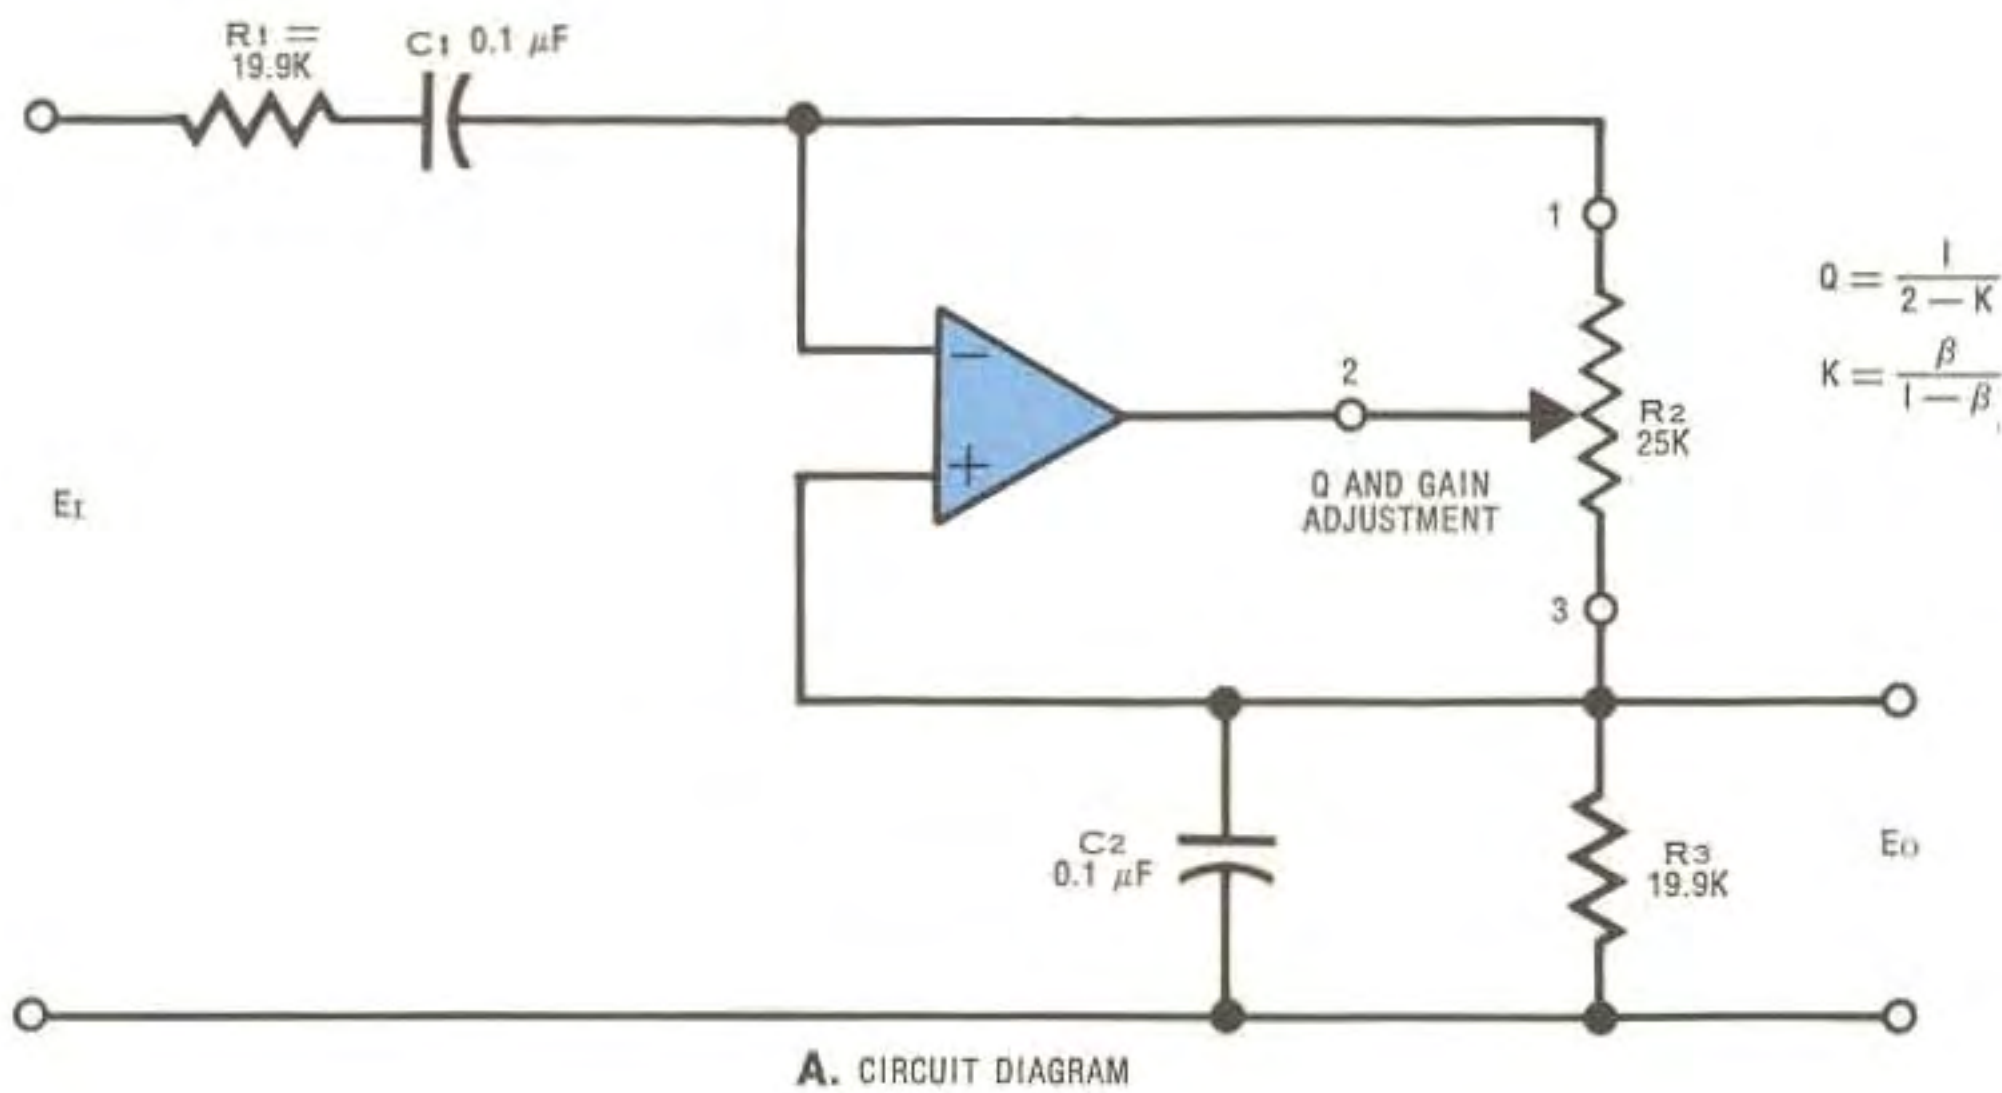 R1 =
19.9K
C1 0.1 μF
1
Q = 1 / 2 — K
K = β / 1 — β
2
R2
25K
Q AND GAIN
ADJUSTMENT
EI
3
C2
0.1 μF
R3
19.9K
EO
A. CIRCUIT DIAGRAM